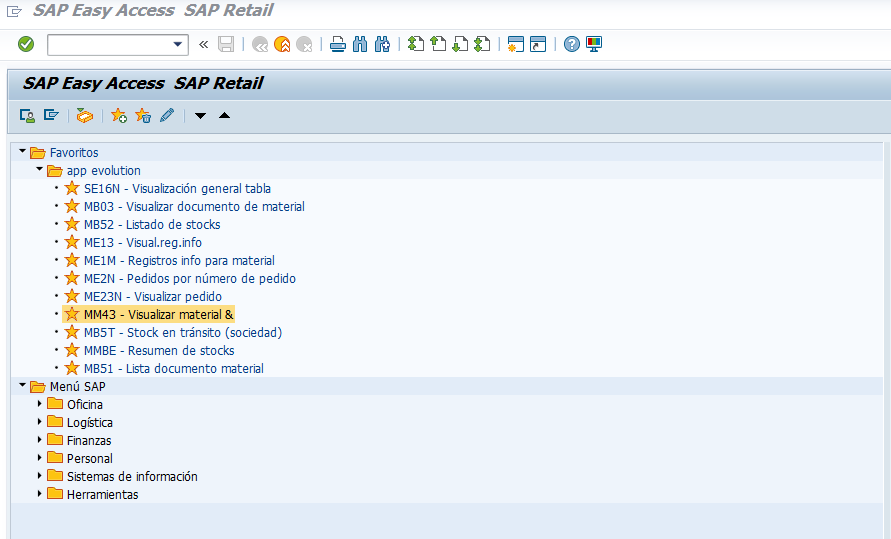 SAP Easy Access SAP Retail
SAP Easy Access SAP Retail
Favoritos
app evolution
SE16N - Visualización general tabla
MB03 - Visualizar documento de material
MB52 - Listado de stocks
ME13 - Visual.reg.info
ME1M - Registros info para material
ME2N - Pedidos por número de pedido
ME23N - Visualizar pedido
MM43 - Visualizar material &
MB5T - Stock en tránsito (sociedad)
MMBE - Resumen de stocks
MB51 - Lista documento material
Menú SAP
Oficina
Logística
Finanzas
Personal
Sistemas de información
Herramientas